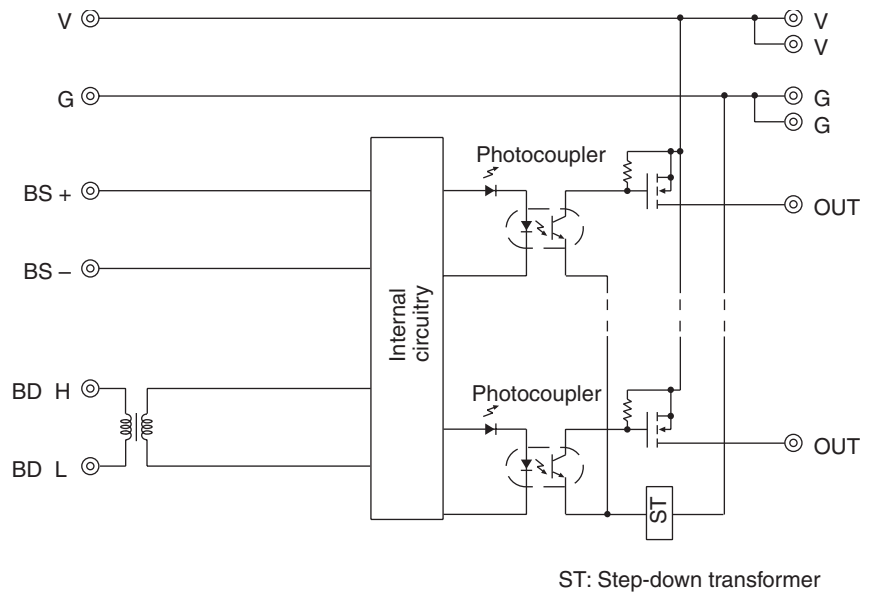 V
V
V
G
G
G
Photocoupler
BS +
OUT
BS –
Internal
circuitry
BD H
Photocoupler
OUT
BD L
ST
ST: Step-down transformer